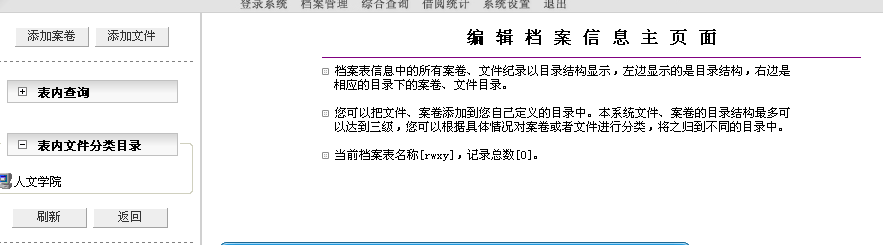 登录系统 档案管理 综合查询 借阅统计 系统设置 退出
添加案卷 添加文件
表内查询
表内文件分类目录
人文学院
刷新 返回
编辑档案信息主页面
档案表信息中的所有案卷、文件纪录以目录结构显示，左边显示的是目录结构，右边是
相应的目录下的案卷、文件目录。
您可以把文件、案卷添加到您自己定义的目录中。本系统文件、案卷的目录结构最多可
以达到三级，您可以根据具体情况对案卷或者文件进行分类，将之归到不同的目录中。
当前档案表名称[rwxy]，记录总数[0]。